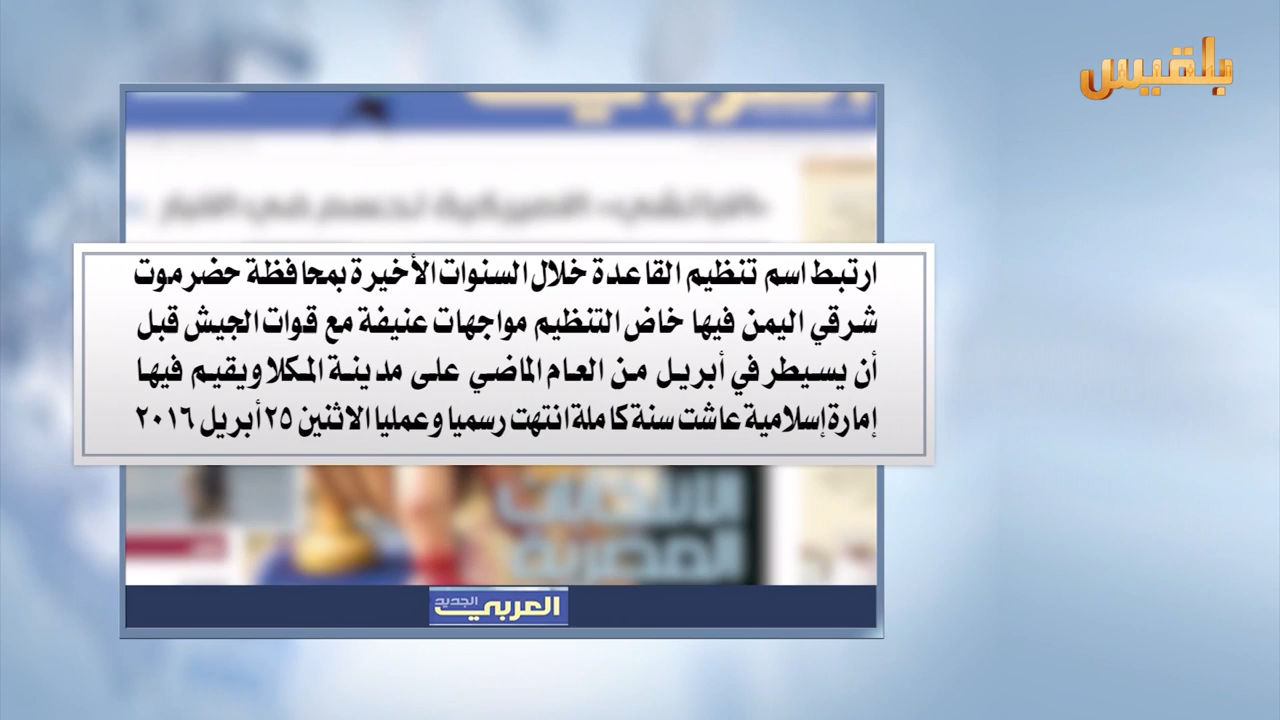 بلقيس
ارتبط اسم تنظيم القاعدة خلال السنوات الأخيرة بمحافظة حضرموت
شرقي اليمن فيها خاض التنظيم مواجهات عنيفة مع قوات الجيش قبل
أن يسيطر في أبريل من العام الماضي على مدينة المكلا ويقيم فيها
إمارة إسلامية عاشت سنة كاملة انتهت رسميا وعمليا الاثنين ٢٥ أبريل ٢٠١٦
الانتخابات
المصرية
العربي الجديد